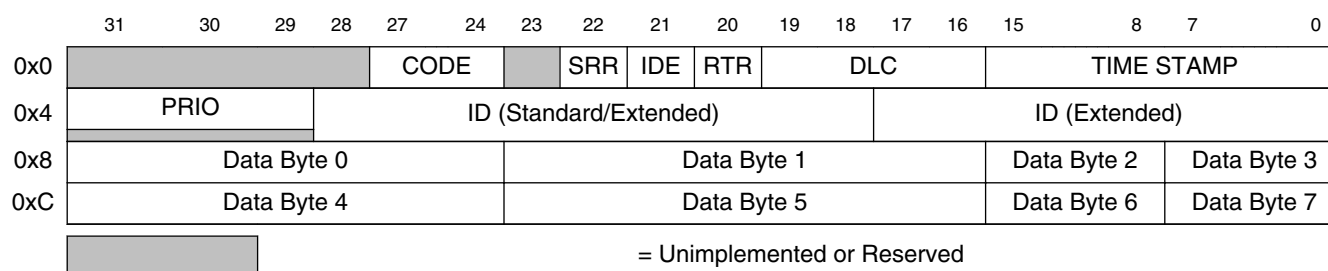 31 30 29 28 27 24 23 22 21 20 19 18 17 16 15 8 7 0
0x0 CODE SRR IDE RTR DLC TIME STAMP
0x4 PRIO ID (Standard/Extended) ID (Extended)
0x8 Data Byte 0 Data Byte 1 Data Byte 2 Data Byte 3
0xC Data Byte 4 Data Byte 5 Data Byte 6 Data Byte 7
= Unimplemented or Reserved